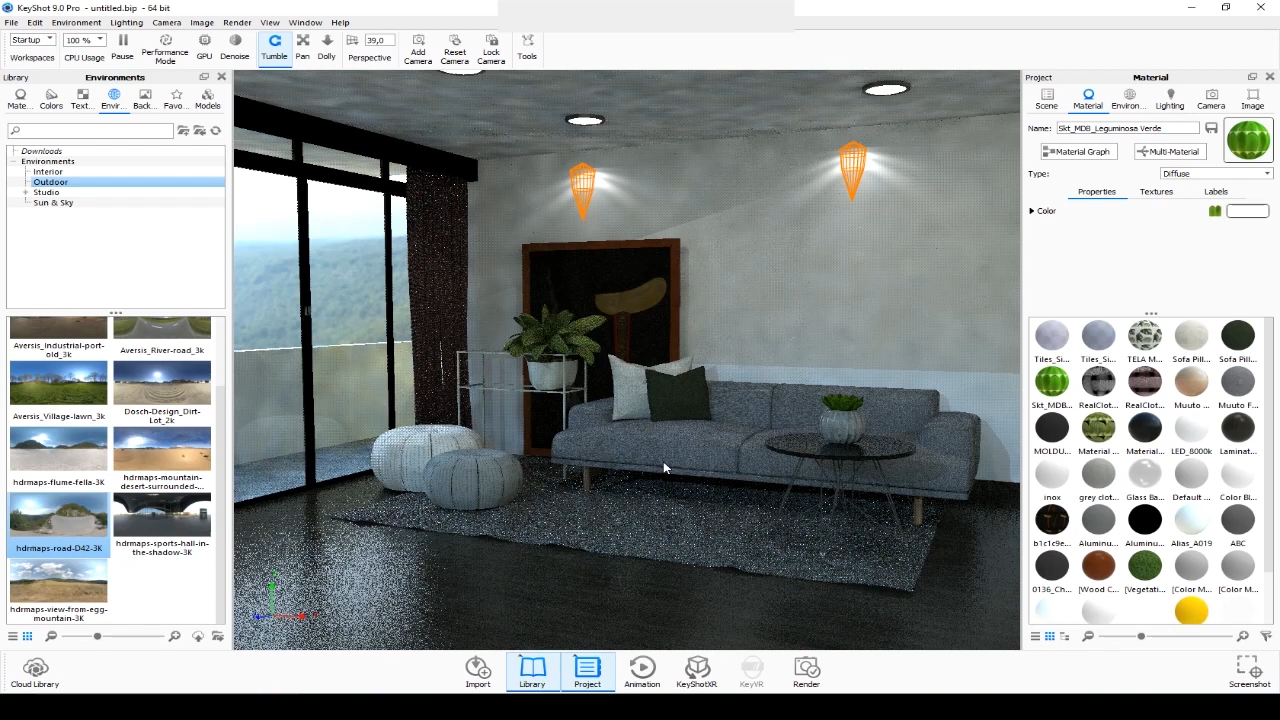 KeyShot 9.0 Pro - untitled.bip - 64 bit
File Edit Environment Lighting Camera Image Render View Window Help
Startup 100 % 39,0
Workspaces CPU Usage Pause Performance Mode GPU Denoise Tumble Pan Dolly Perspective Add Camera Reset Camera Lock Camera Tools
Library Environments
Mate... Colors Text... Envir... Back... Favo... Models
Downloads
Environments
Interior
Outdoor
Studio
Sun & Sky
Aversis_Industrial-port-old_3k
Aversis_River-road_3k
Aversis_Village-lawn_3k
Dosch-Design_Dirt-Lot_2k
hdrmaps-flume-fella-3K
hdrmaps-mountain-desert-surrounded-...
hdrmaps-road-D42-3K
hdrmaps-sports-hall-in-the-shadow-3K
hdrmaps-view-from-egg-mountain-3K
Project Material
Scene Material Environ... Lighting Camera Image
Name: Skt_MDB_Leguminosa Verde
Material Graph Multi-Material
Type: Diffuse
Properties Textures Labels
Color
Tiles_Si... Tiles_Si... TELA M... Sofa Pill... Sofa Pill...
Skt_MDB... RealClot... RealClot... Muuto ... Muuto F...
MOLDU... Material ... Material... LED_8000k Laminat...
inox grey clot... Glass Ba... Default ... Color Bl...
b1c1c9e... Aluminu... Aluminu... Alias_A019 ABC
0136_Ch... [Wood C... [Vegetati... [Color M... [Color M...
Cloud Library Import Library Project Animation KeyShotXR KeyVR Render Screenshot